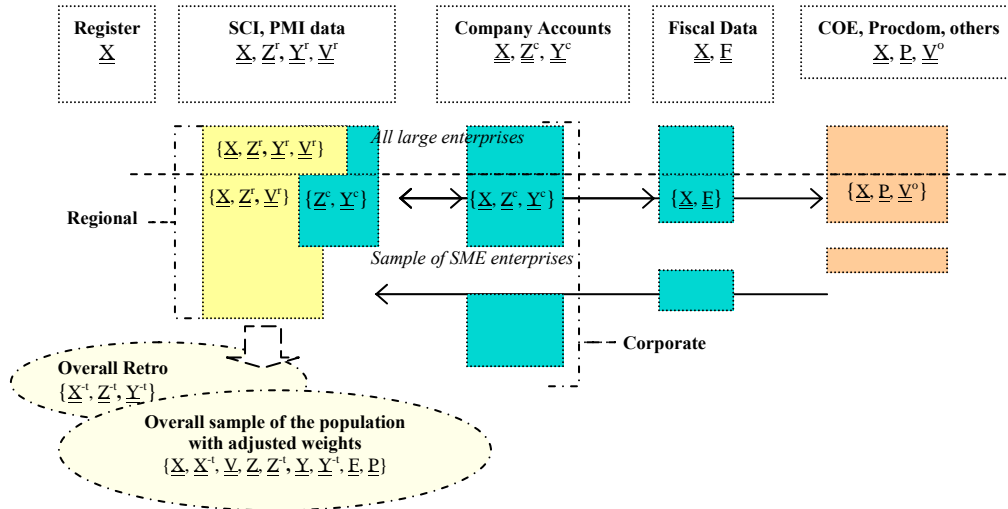 Register
X
SCI, PMI data
X, Zʳ, Yʳ, Vʳ
Company Accounts
X, Zᶜ, Yᶜ
Fiscal Data
X, F
COE, Procdom, others
X, P, Vᵒ
All large enterprises
{X, Zʳ, Yʳ, Vʳ}
{X, Zʳ, Vʳ}
{Zᶜ, Yᶜ}
{X, Zᶜ, Yᶜ}
{X, F}
{X, P, Vᵒ}
Regional
Sample of SME enterprises
Corporate
Overall Retro
{X⁻ᵗ, Z⁻ᵗ, Y⁻ᵗ}
Overall sample of the population
with adjusted weights
{X, X⁻ᵗ, V, Z, Z⁻ᵗ, Y, Y⁻ᵗ, F, P}